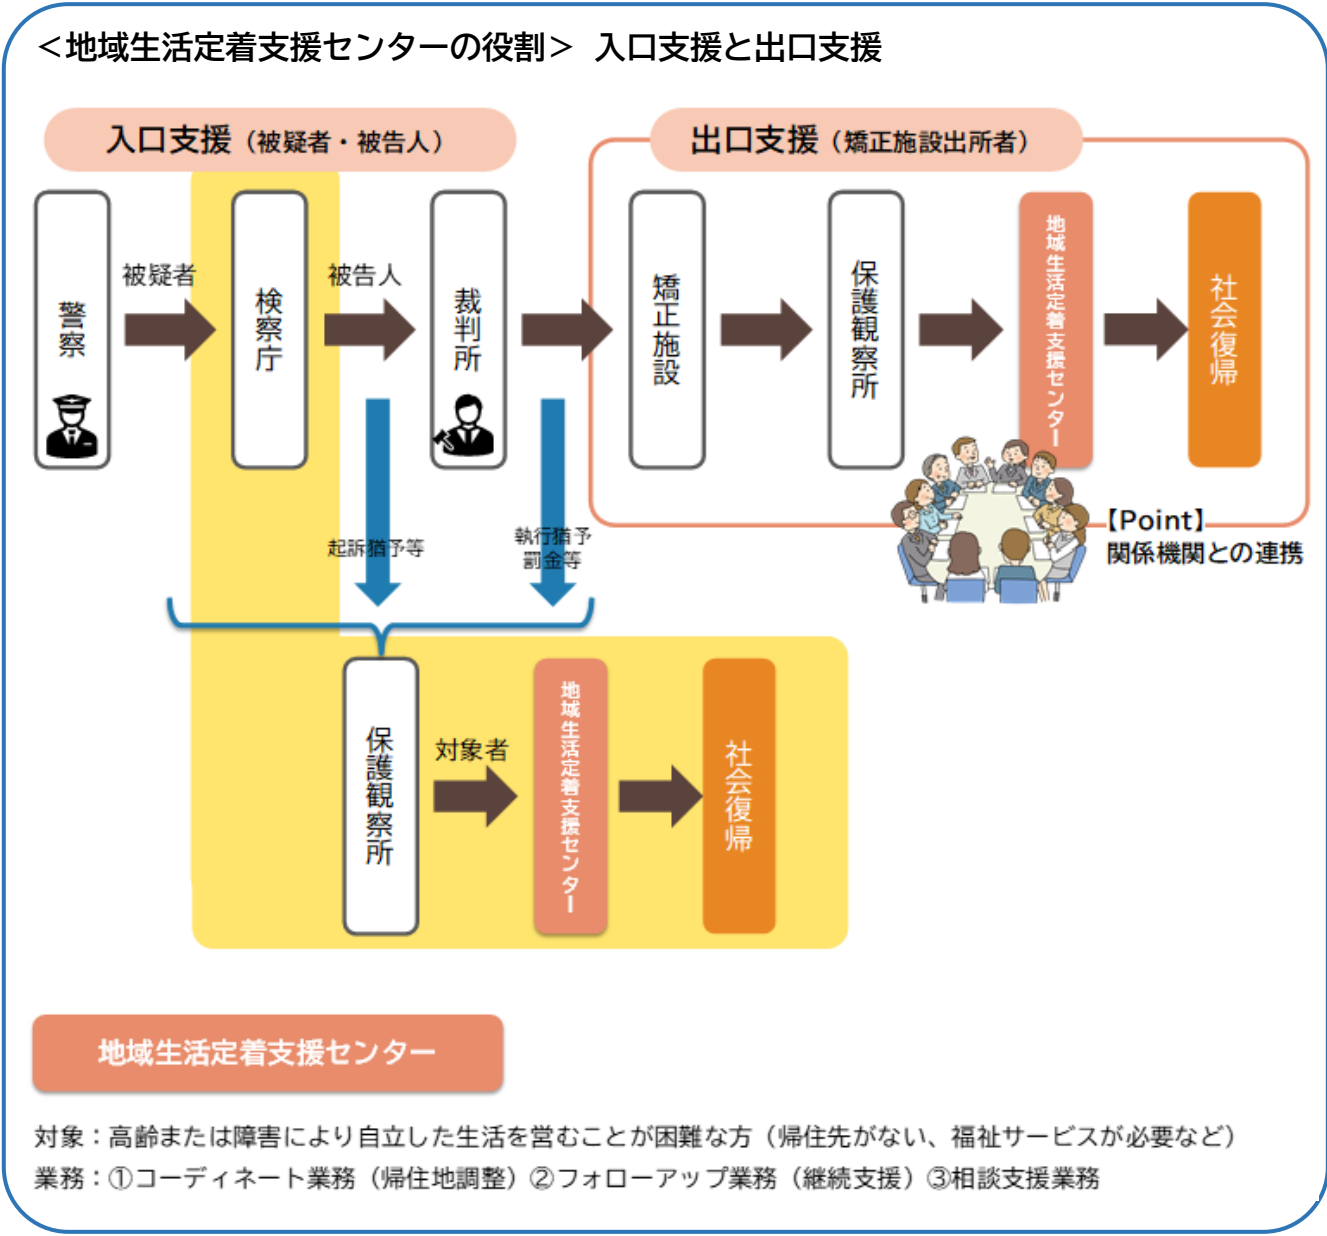 ＜地域生活定着支援センターの役割＞ 入口支援と出口支援
入口支援（被疑者・被告人）
出口支援（矯正施設出所者）
警察
被疑者
検察庁
被告人
裁判所
矯正施設
保護観察所
地域生活定着支援センター
社会復帰
起訴猶予等
執行猶予
罰金等
【Point】
関係機関との連携
保護観察所
対象者
地域生活定着支援センター
社会復帰
地域生活定着支援センター
対象：高齢または障害により自立した生活を営むことが困難な方（帰住先がない、福祉サービスが必要など）
業務：①コーディネート業務（帰住地調整）②フォローアップ業務（継続支援）③相談支援業務